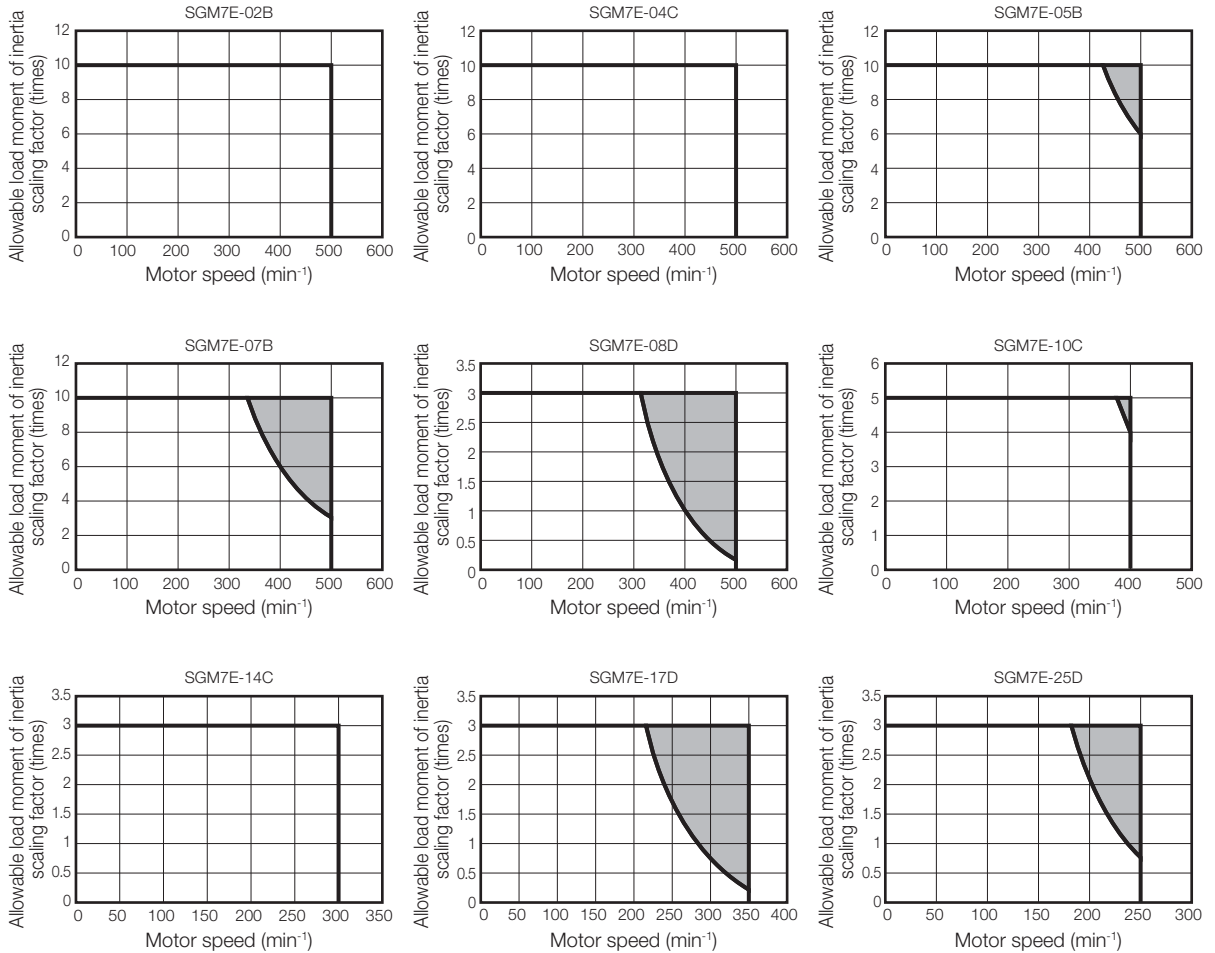 SGM7E-02B
Allowable load moment of inertia
scaling factor (times)
12
10
8
6
4
2
0
0 100 200 300 400 500 600
Motor speed (min-1)
SGM7E-04C
Allowable load moment of inertia
scaling factor (times)
12
10
8
6
4
2
0
0 100 200 300 400 500 600
Motor speed (min-1)
SGM7E-05B
Allowable load moment of inertia
scaling factor (times)
12
10
8
6
4
2
0
0 100 200 300 400 500 600
Motor speed (min-1)
SGM7E-07B
Allowable load moment of inertia
scaling factor (times)
12
10
8
6
4
2
0
0 100 200 300 400 500 600
Motor speed (min-1)
SGM7E-08D
Allowable load moment of inertia
scaling factor (times)
3.5
3
2.5
2
1.5
1
0.5
0
0 100 200 300 400 500 600
Motor speed (min-1)
SGM7E-10C
Allowable load moment of inertia
scaling factor (times)
6
5
4
3
2
1
0
0 100 200 300 400 500
Motor speed (min-1)
SGM7E-14C
Allowable load moment of inertia
scaling factor (times)
3.5
3
2.5
2
1.5
1
0.5
0
0 50 100 150 200 250 300 350
Motor speed (min-1)
SGM7E-17D
Allowable load moment of inertia
scaling factor (times)
3.5
3
2.5
2
1.5
1
0.5
0
0 50 100 150 200 250 300 350 400
Motor speed (min-1)
SGM7E-25D
Allowable load moment of inertia
scaling factor (times)
3.5
3
2.5
2
1.5
1
0.5
0
0 50 100 150 200 250 300
Motor speed (min-1)